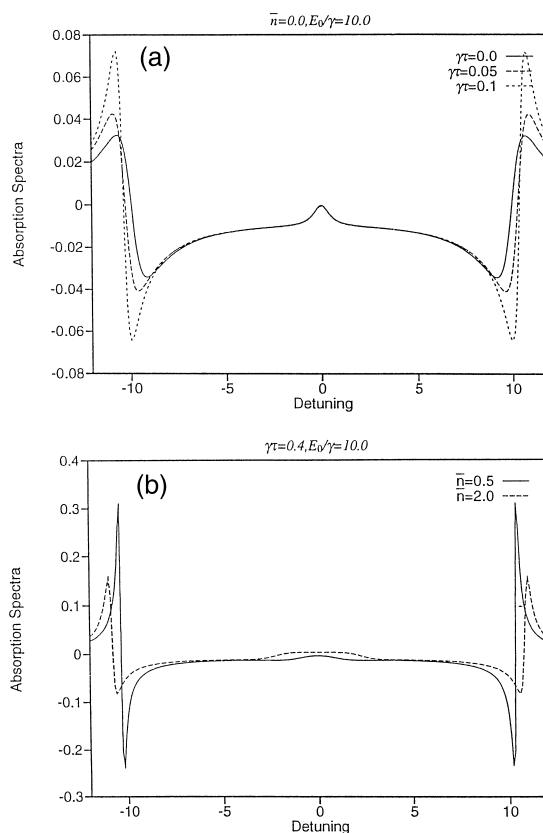 n̅=0.0,E₀/γ=10.0
(a)
γτ=0.0
γτ=0.05
γτ=0.1
0.08
0.06
0.04
0.02
0
-0.02
-0.04
-0.06
-0.08
Absorption Spectra
-10
-5
0
5
10
Detuning
γτ=0.4,E₀/γ=10.0
(b)
n̅=0.5
n̅=2.0
0.4
0.3
0.2
0.1
0
-0.1
-0.2
-0.3
Absorption Spectra
-10
-5
0
5
10
Detuning